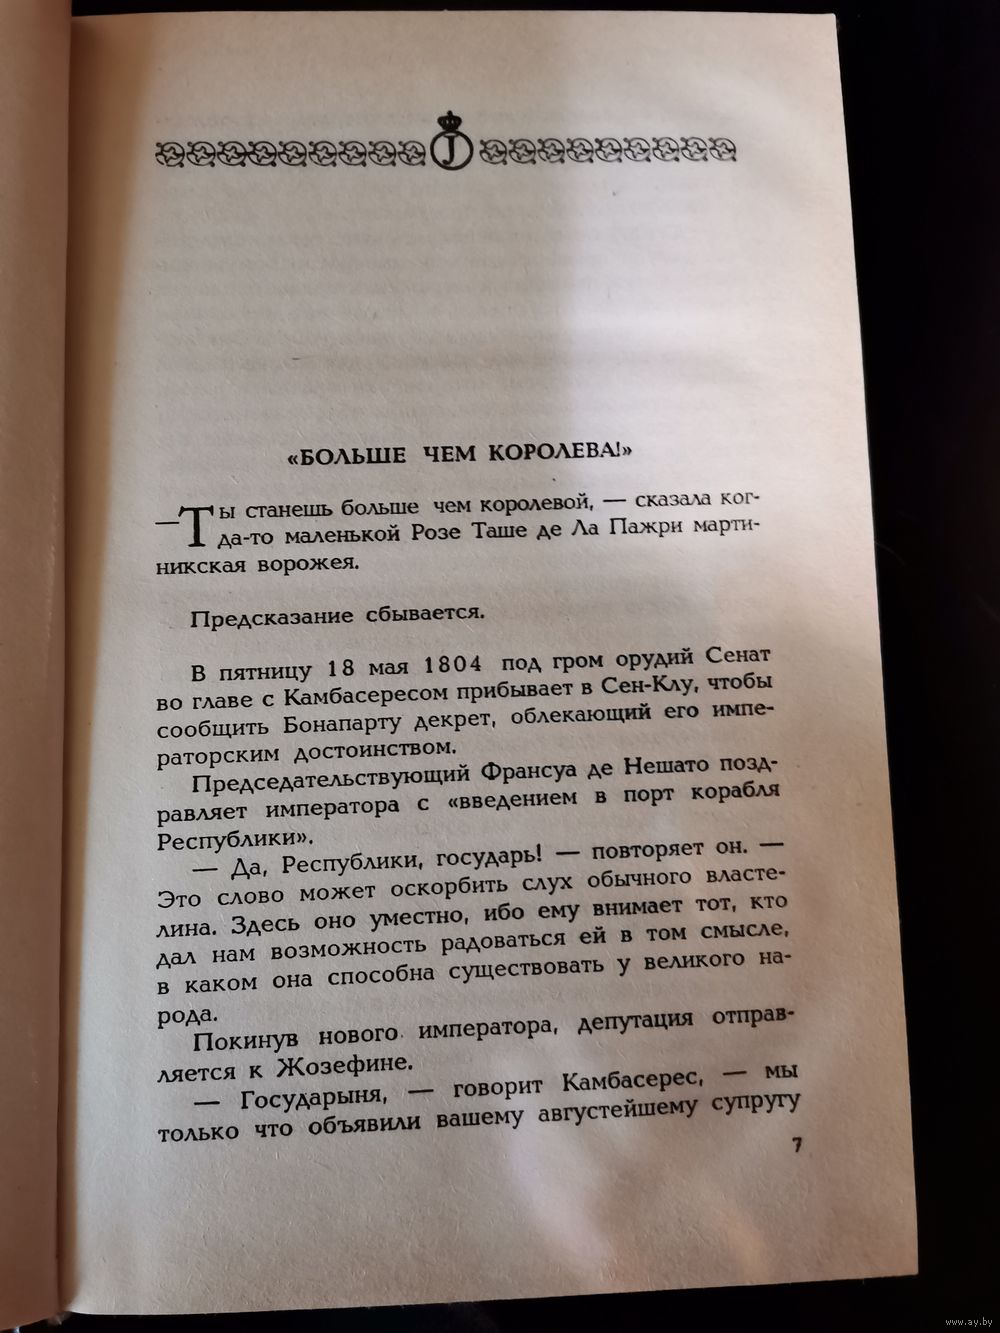 J
«БОЛЬШЕ ЧЕМ КОРОЛЕВА!»
— Ты станешь больше чем королевой, — сказала ког-
да-то маленькой Розе Таше де Ла Пажри марти-
никская ворожея.
Предсказание сбывается.
В пятницу 18 мая 1804 под гром орудий Сенат
во главе с Камбасересом прибывает в Сен-Клу, чтобы
сообщить Бонапарту декрет, облекающий его импе-
раторским достоинством.
Председательствующий Франсуа де Нешато позд-
равляет императора с «введением в порт корабля
Республики».
— Да, Республики, государь! — повторяет он. —
Это слово может оскорбить слух обычного власте-
лина. Здесь оно уместно, ибо ему внимает тот, кто
дал нам возможность радоваться ей в том смысле,
в каком она способна существовать у великого на-
рода.
Покинув нового императора, депутация отправ-
ляется к Жозефине.
— Государыня, — говорит Камбасерес, — мы
только что объявили вашему августейшему супругу
7
www.ay.by